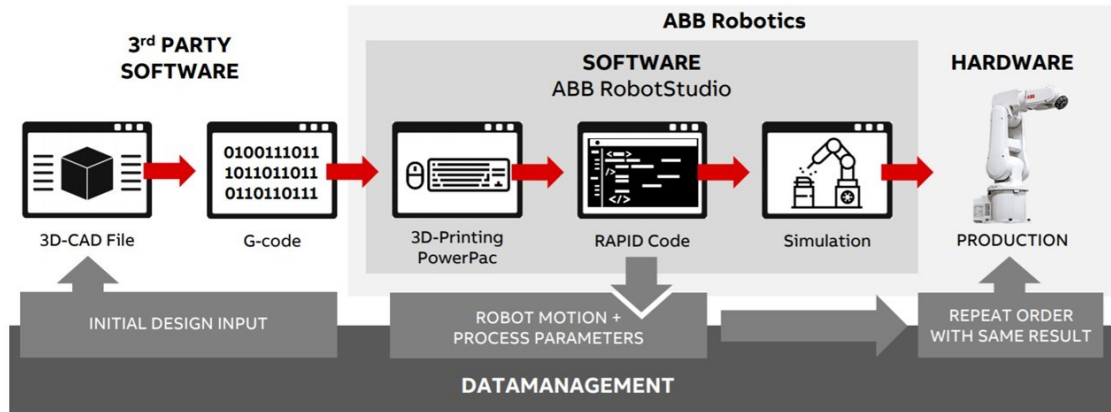 ABB Robotics
3rd PARTY
SOFTWARE
SOFTWARE
ABB RobotStudio
HARDWARE
0100111011
1011011011
0110110111
3D-CAD File
G-code
3D-Printing
PowerPac
RAPID Code
Simulation
PRODUCTION
INITIAL DESIGN INPUT
ROBOT MOTION +
PROCESS PARAMETERS
REPEAT ORDER
WITH SAME RESULT
DATAMANAGEMENT